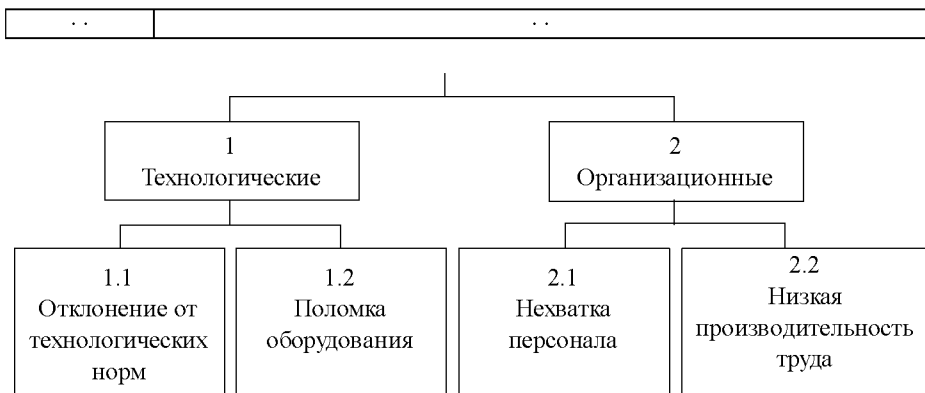 . .
. .
1
Технологические
2
Организационные
1.1
Отклонение от
технологических
норм
1.2
Поломка
оборудования
2.1
Нехватка
персонала
2.2
Низкая
производительность
труда